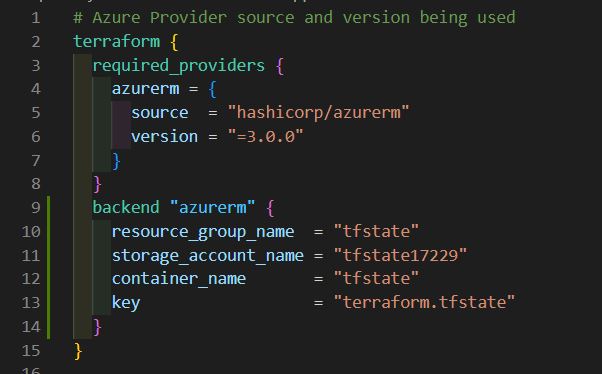 1 # Azure Provider source and version being used
2 terraform {
3   required_providers {
4     azurerm = {
5       source  = "hashicorp/azurerm"
6       version = "=3.0.0"
7     }
8   }
9   backend "azurerm" {
10     resource_group_name  = "tfstate"
11     storage_account_name = "tfstate17229"
12     container_name       = "tfstate"
13     key                  = "terraform.tfstate"
14   }
15 }
16